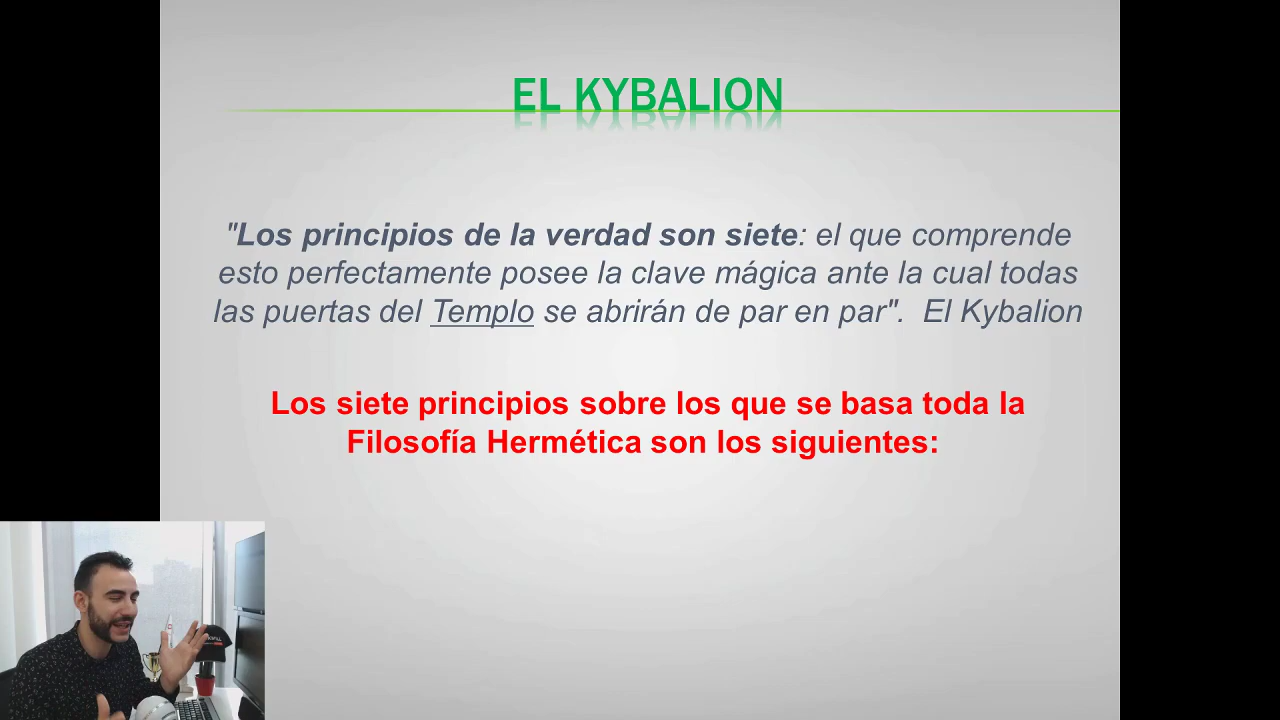 EL KYBALION
"Los principios de la verdad son siete: el que comprende
esto perfectamente posee la clave mágica ante la cual todas
las puertas del Templo se abrirán de par en par".  El Kybalion
Los siete principios sobre los que se basa toda la
Filosofía Hermética son los siguientes: